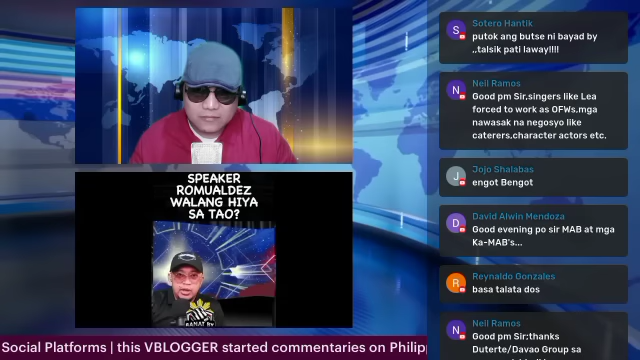 SPEAKER
ROMUALDEZ
WALANG HIYA
SA TAO?
BANAT BY
Social Platforms | this VBLOGGER started commentaries on Philip
S
Sotero Hantik
putok ang butse ni bayad by
,,talsik pati laway!!!!
N
Neil Ramos
Good pm Sir.singers like Lea
forced to work as OFWs,mga
nawasak na negosyo like
caterers,character actors etc.
J
Jojo Shalabas
engot Bengot
D
David Alwin Mendoza
Good evening po sir MAB at mga
Ka-MAB's...
R
Reynaldo Gonzales
basa talata dos
N
Neil Ramos
Good pm Sir:thanks
Duterte/Davao Group sa